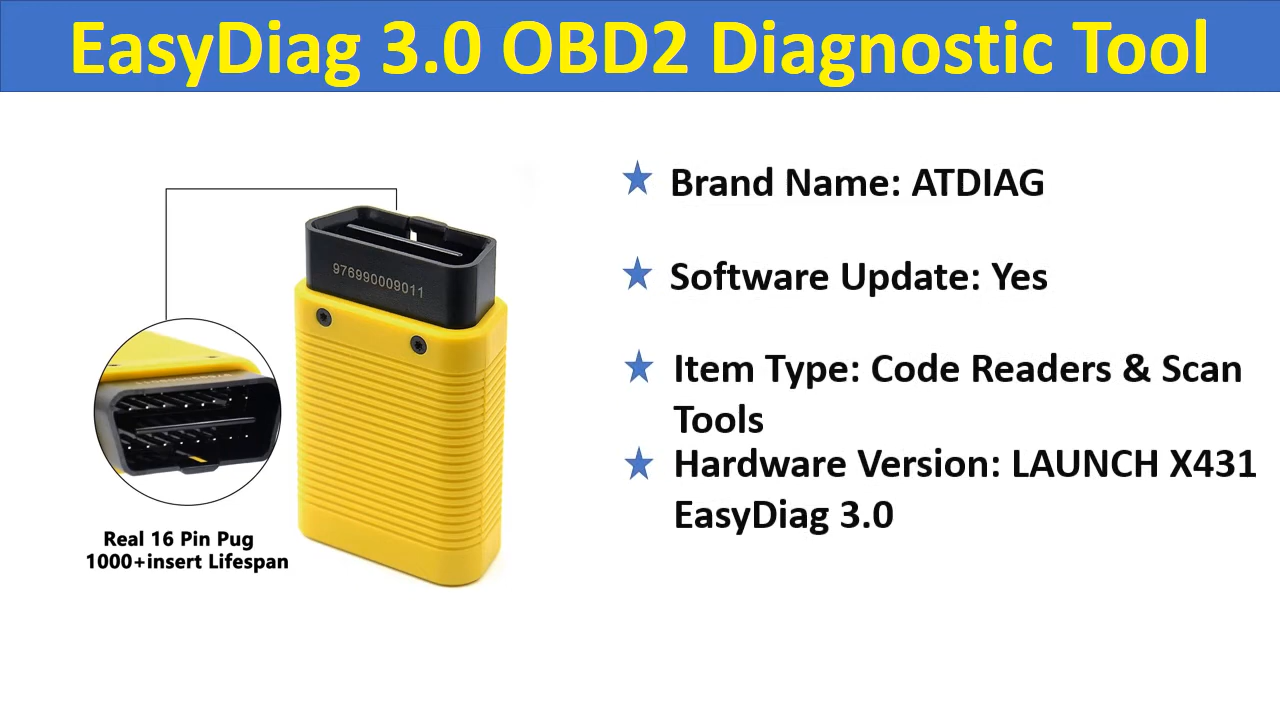 EasyDiag 3.0 OBD2 Diagnostic Tool
Brand Name: ATDIAG
976990009011
Software Update: Yes
Item Type: Code Readers & Scan
Tools
Hardware Version: LAUNCH X431
EasyDiag 3.0
Real 16 Pin Pug
1000+insert Lifespan